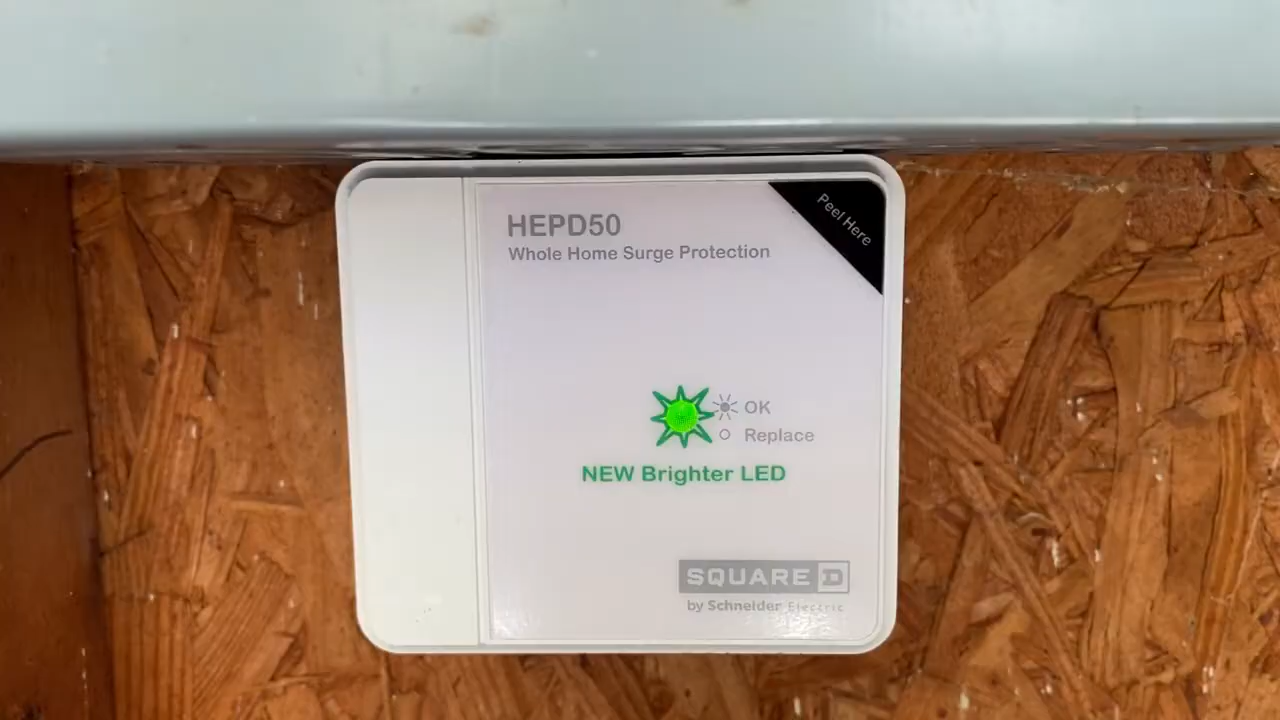 HEPD50
Whole Home Surge Protection
Peel Here
OK
Replace
NEW Brighter LED
SQUARE D
by Schneider Electric